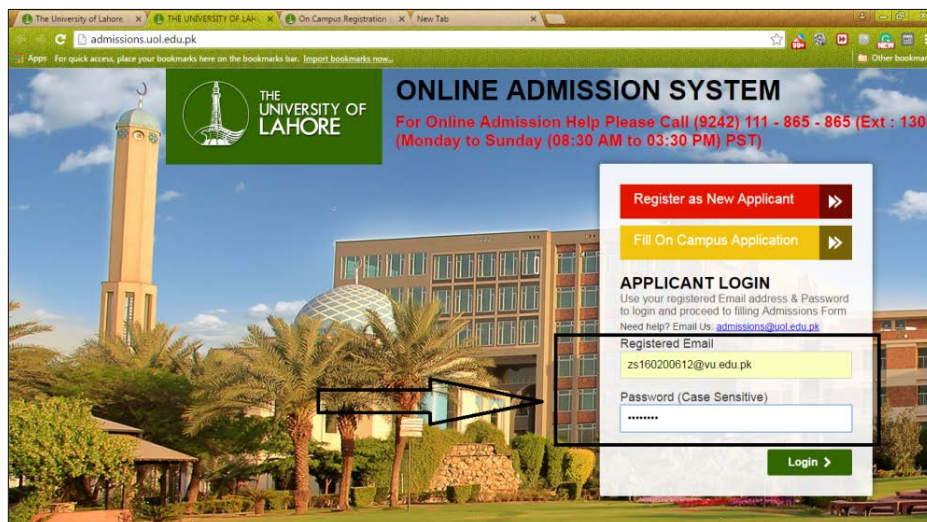 The University of Lahore,
THE UNIVERSITY OF LAH
On Campus Registration
New Tab
admissions.uol.edu.pk
NEW
Apps For quick access, place your bookmarks here on the bookmarks bar. Import bookmarks now...
Other bookmar
THE
UNIVERSITY OF
LAHORE
ONLINE ADMISSION SYSTEM
For Online Admission Help Please Call (9242) 111 - 865 - 865 (Ext : 130
(Monday to Sunday (08:30 AM to 03:30 PM) PST)
Register as New Applicant
Fill On Campus Application
APPLICANT LOGIN
Use your registered Email address & Password
to login and proceed to filling Admissions Form
Need help? Email Us: admissions@uol.edu.pk
Registered Email
zs160200612@vu.edu.pk
Password (Case Sensitive)
••••••••
Login